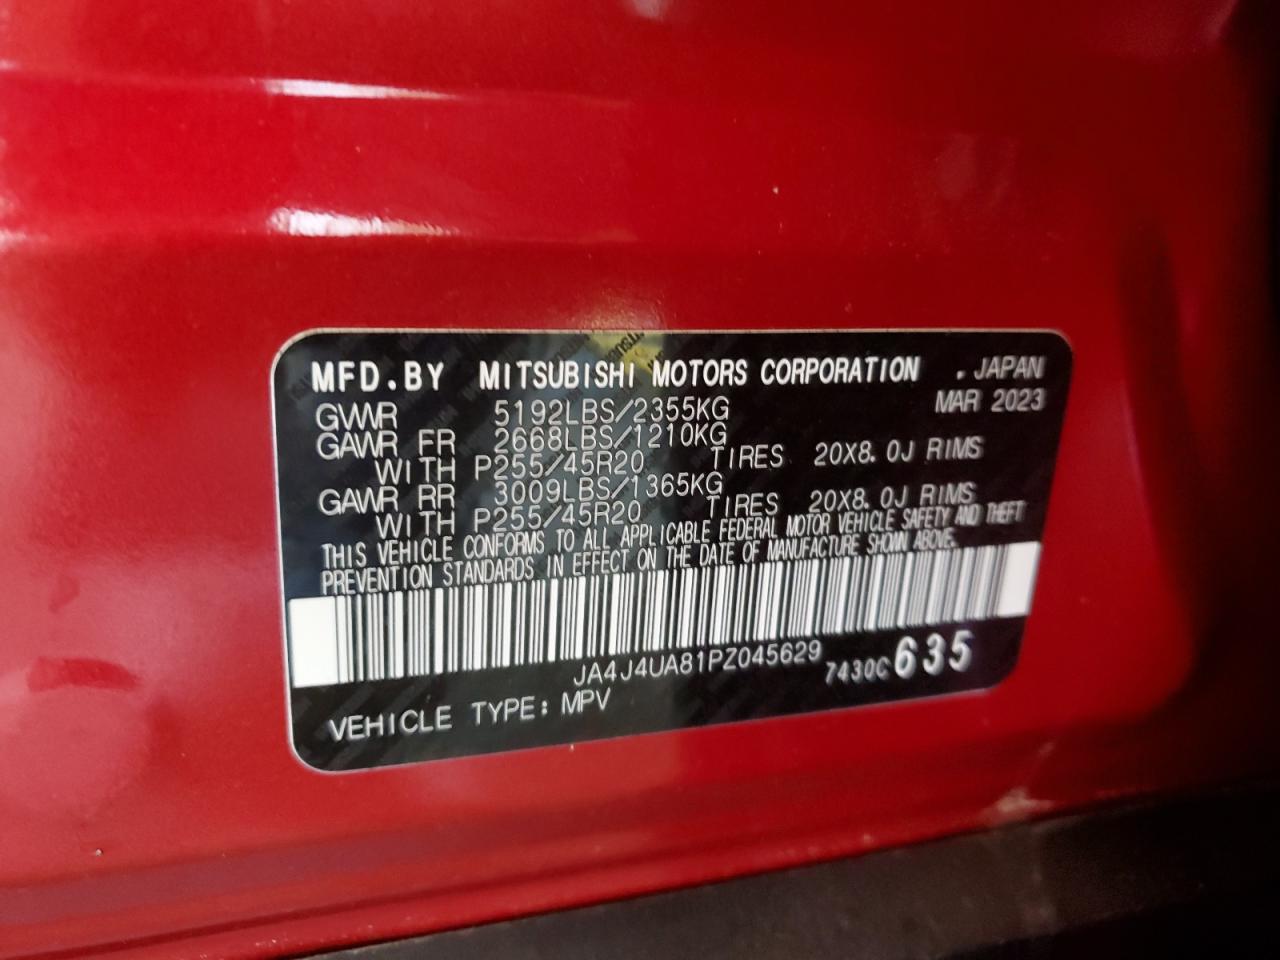 MFD.BY MITSUBISHI MOTORS CORPORATION . JAPAN
MAR 2023
GVWR 5192LBS/2355KG
GAWR FR 2668LBS/1210KG
WITH P255/45R20 TIRES 20X8.0J RIMS
GAWR RR 3009LBS/1365KG
WITH P255/45R20 TIRES 20X8.0J RIMS
THIS VEHICLE CONFORMS TO ALL APPLICABLE FEDERAL MOTOR VEHICLE SAFETY AND THEFT
PREVENTION STANDARDS IN EFFECT ON THE DATE OF MANUFACTURE SHOWN ABOVE.
JA4J4UA81PZ045629 7430C635
VEHICLE TYPE: MPV